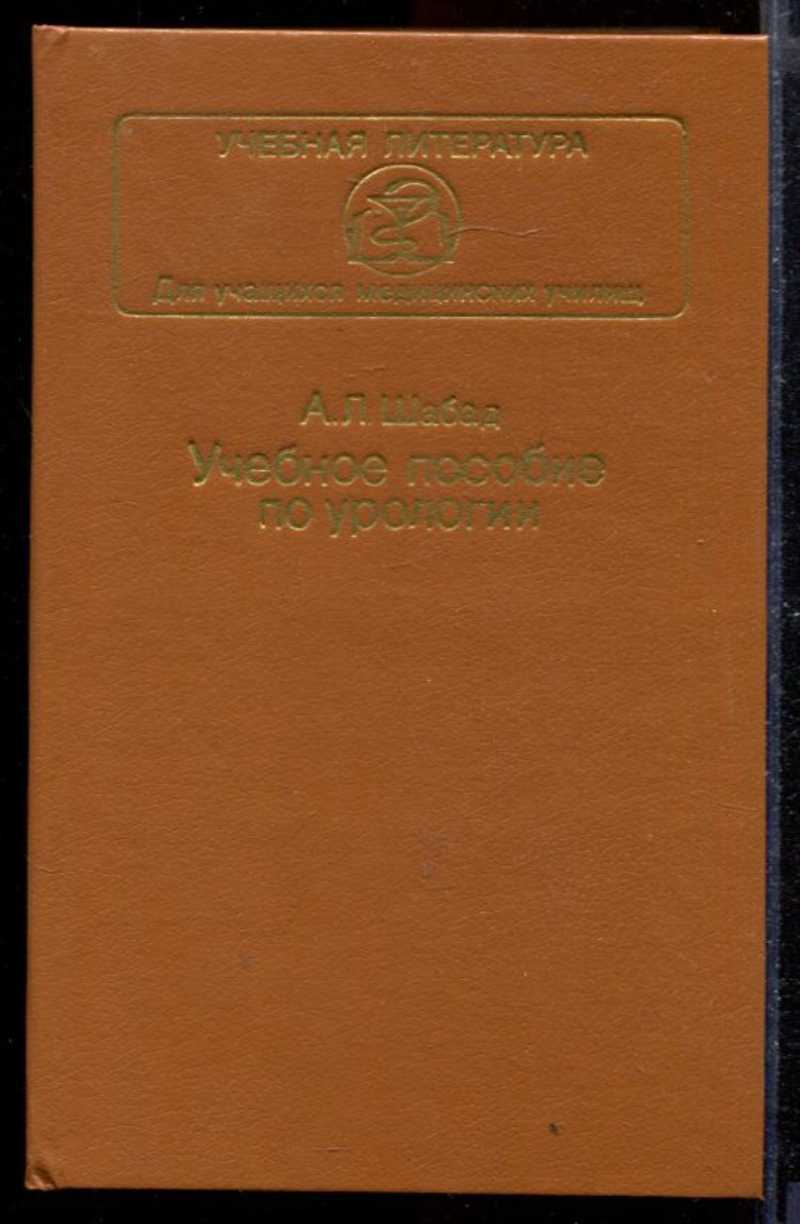 УЧЕБНАЯ ЛИТЕРАТУРА
Для учащихся медицинских училищ
А.Л. Шабад
Учебное пособие
по урологии